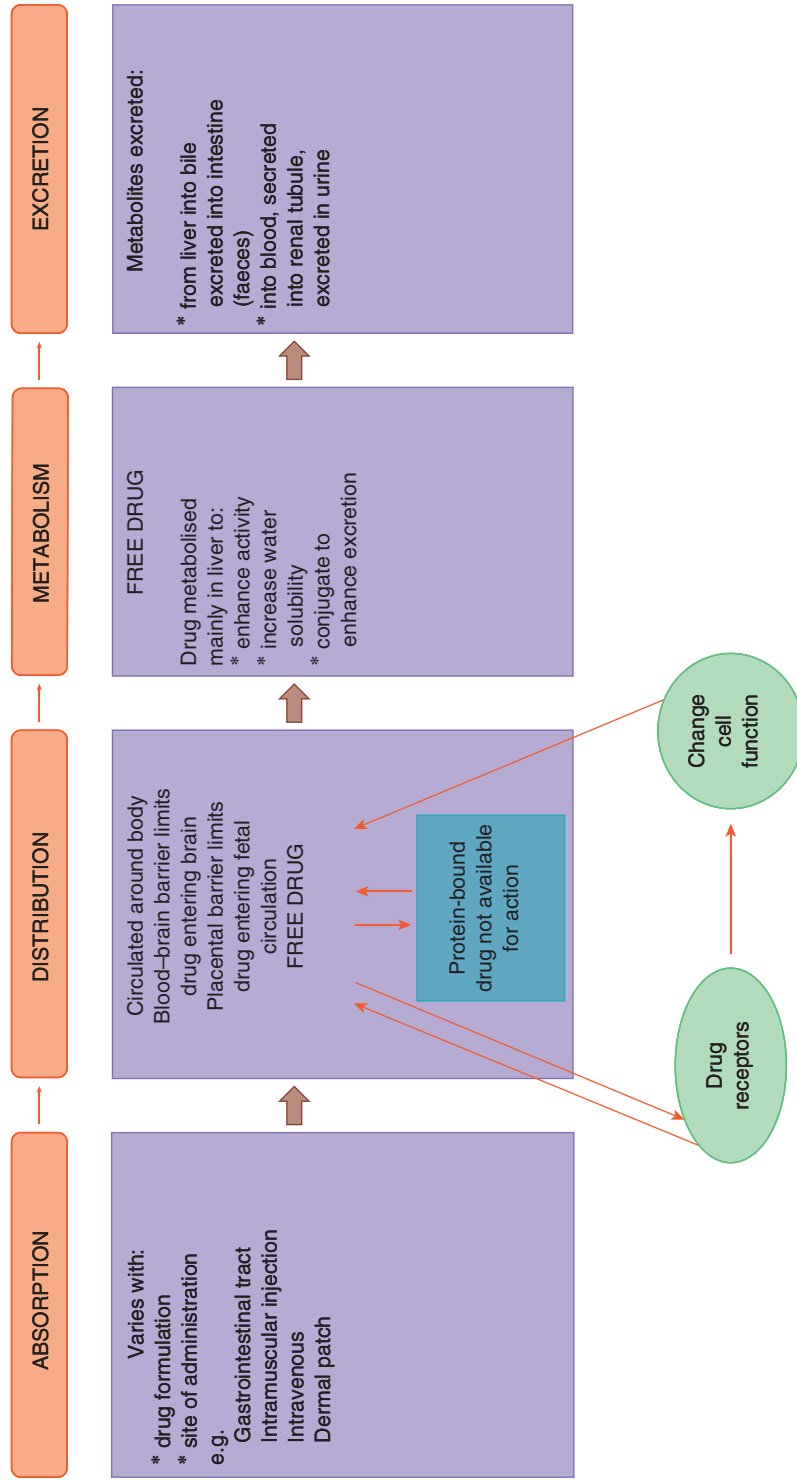 ABSORPTION
DISTRIBUTION
METABOLISM
EXCRETION
Varies with:
* drug formulation
* site of administration
e.g.
Gastrointestinal tract
Intramuscular injection
Intravenous
Dermal patch
Circulated around body
Blood–brain barrier limits
drug entering brain
Placental barrier limits
drug entering fetal
circulation
FREE DRUG
Protein-bound
drug not available
for action
FREE DRUG
Drug metabolised
mainly in liver to:
* enhance activity
* increase water
solubility
* conjugate to
enhance excretion
Metabolites excreted:
* from liver into bile
excreted into intestine
(faeces)
* into blood, secreted
into renal tubule,
excreted in urine
Drug
receptors
Change
cell
function